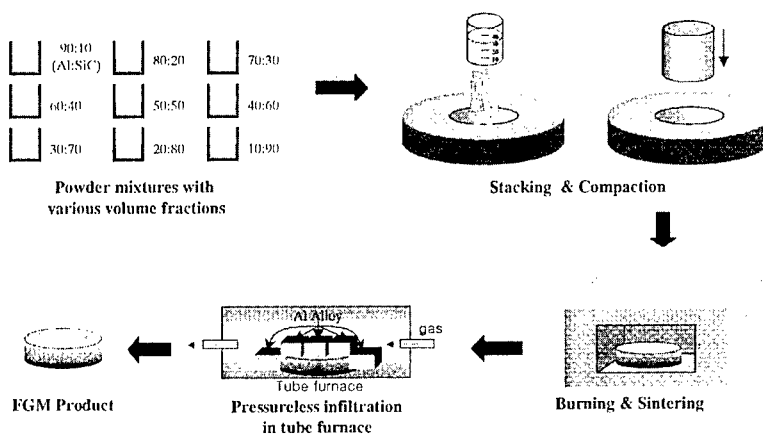 90:10
(Al:SiC)
80:20
70:30
60:40
50:50
40:60
30:70
20:80
10:90
Powder mixtures with
various volume fractions
Stacking & Compaction
Al Alloy
gas
Tube furnace
FGM Product
Pressureless infiltration
in tube furnace
Burning & Sintering